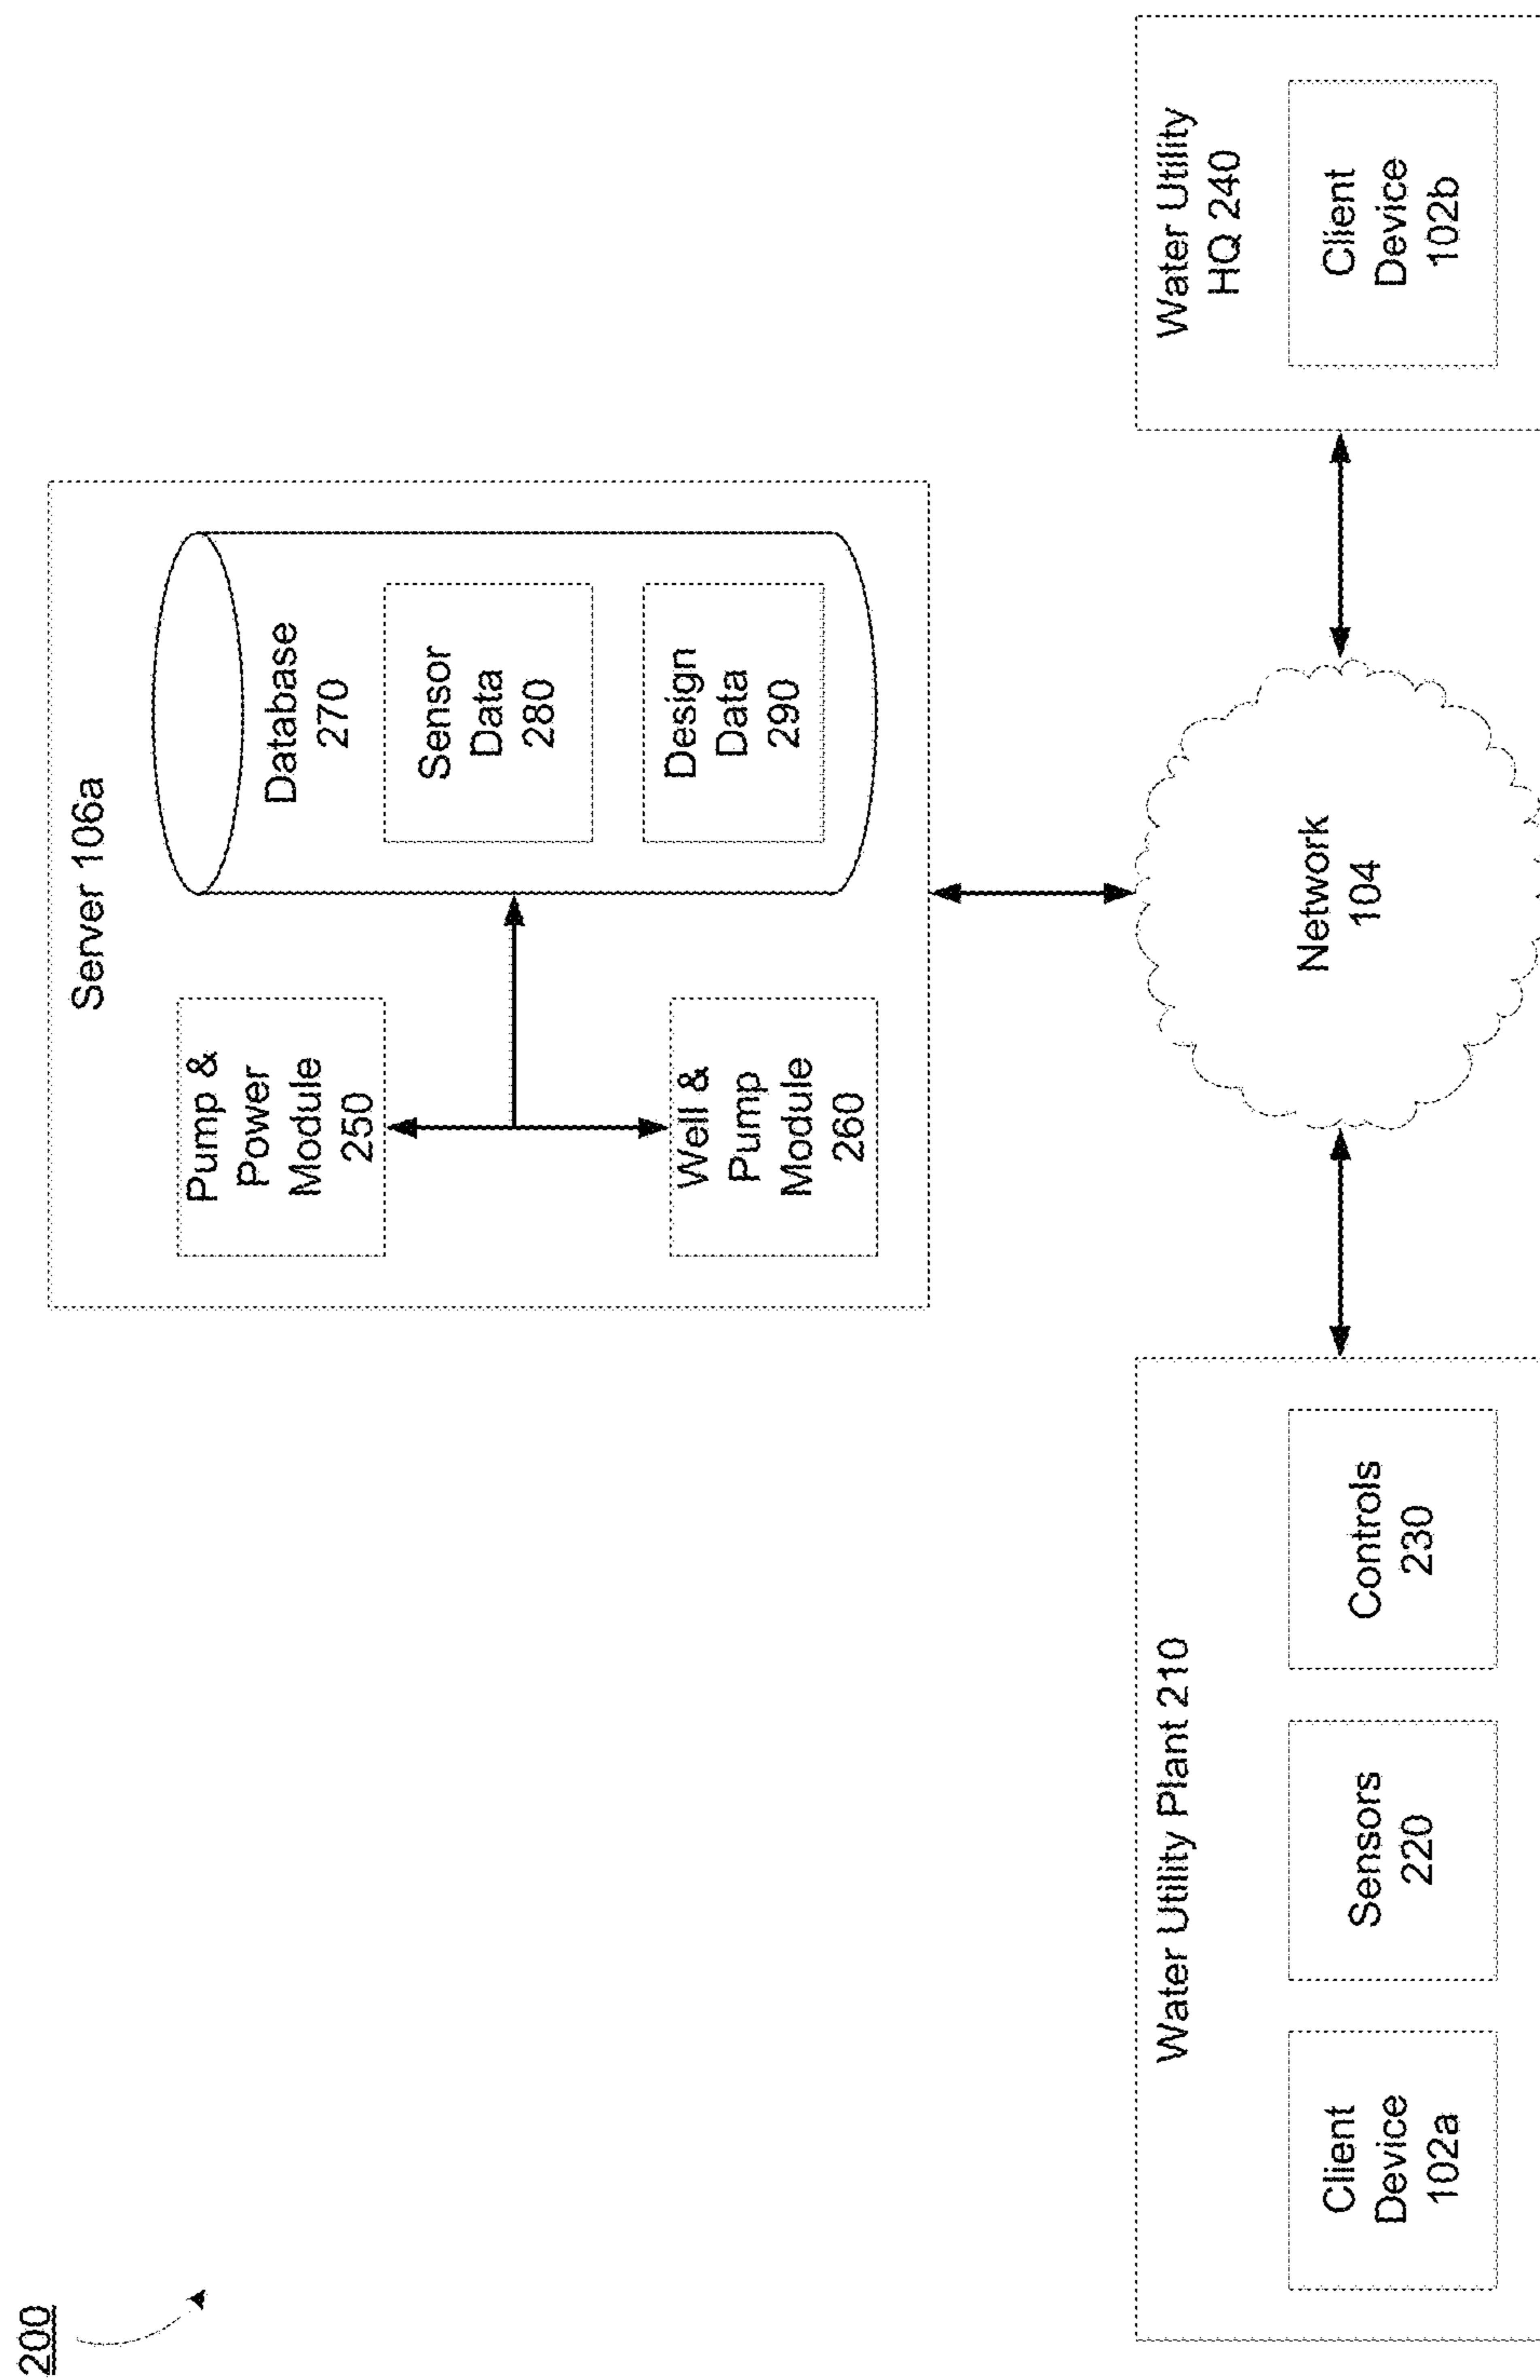 200
Server 106a
Pump &
Power
Module
250
Well &
Pump
Module
260
Database
270
Sensor
Data
280
Design
Data
290
Water Utility Plant 210
Client
Device
102a
Sensors
220
Controls
230
Network
104
Water Utility
HQ 240
Client
Device
102b